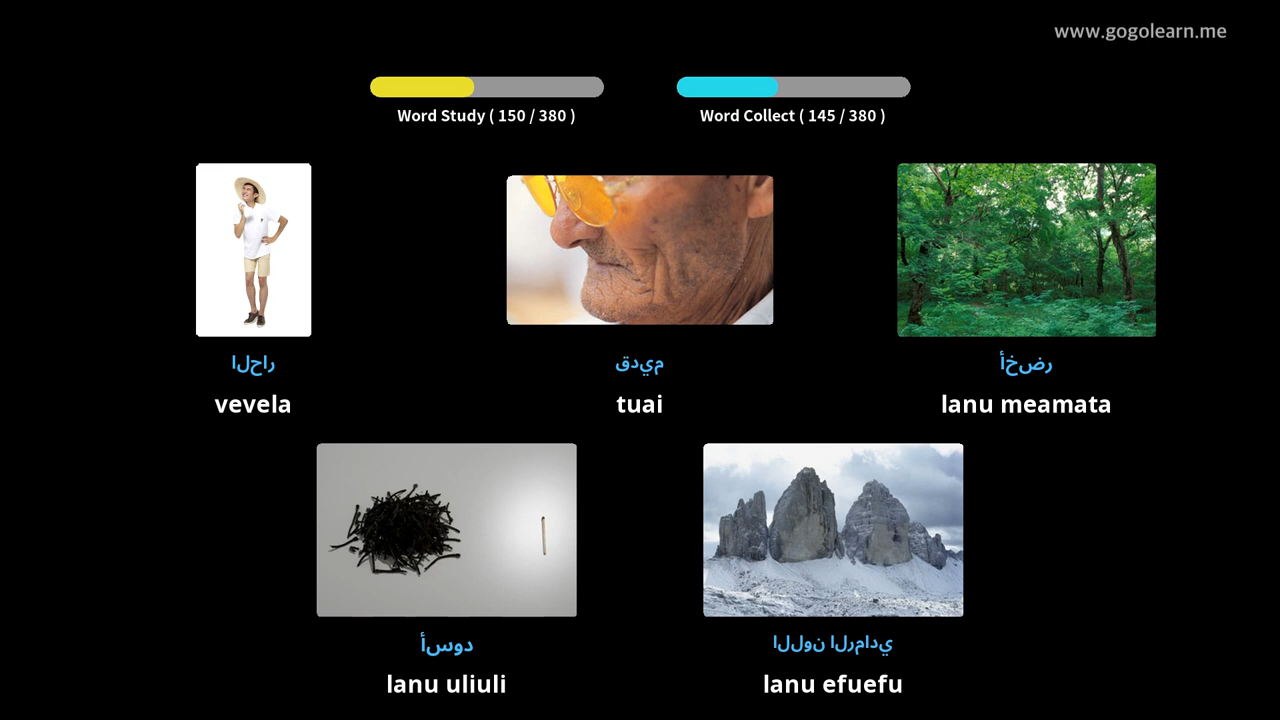 www.gogolearn.me
Word Study ( 150 / 380 )
Word Collect ( 145 / 380 )
الحار
قديم
أخضر
vevela
tuai
lanu meamata
أسود
اللون الرمادي
lanu uliuli
lanu efuefu